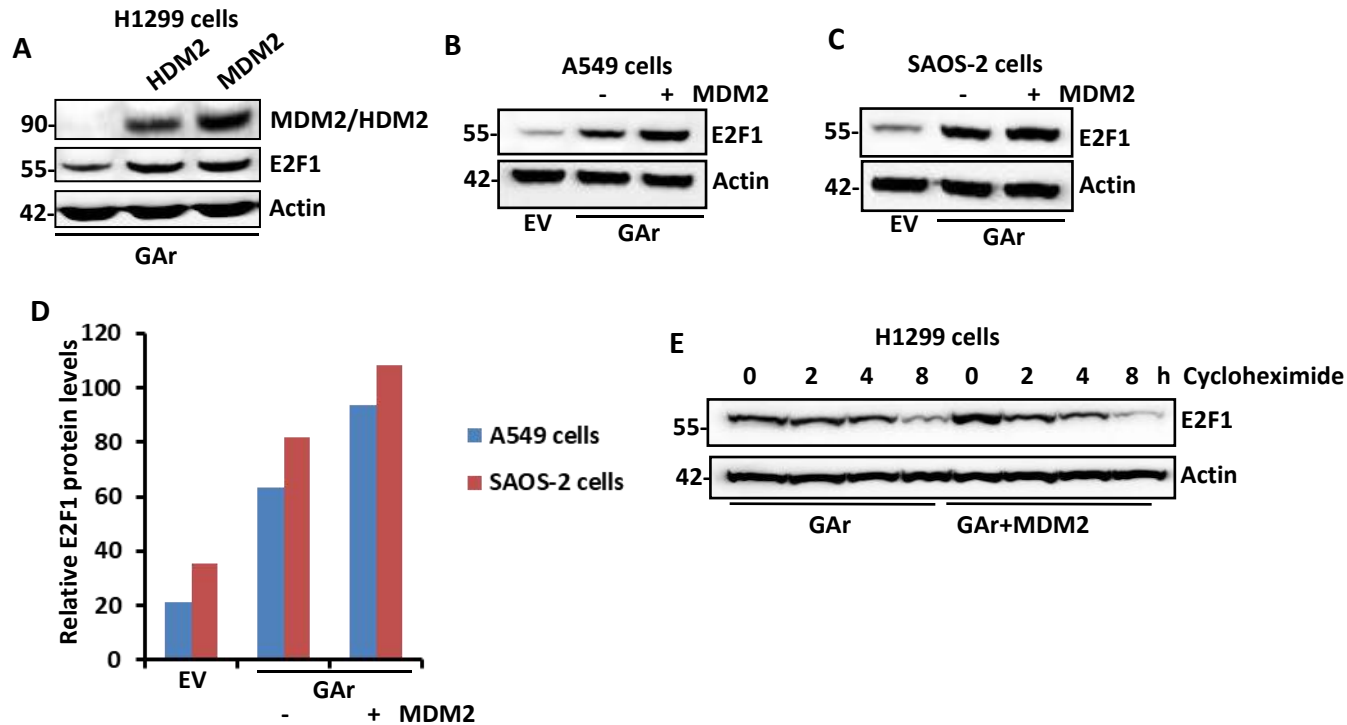 A
H1299 cells
HDM2 MDM2
90- MDM2/HDM2
55- E2F1
42- Actin
GAr
B
A549 cells
- + MDM2
55- E2F1
42- Actin
EV GAr
C
SAOS-2 cells
- + MDM2
55- E2F1
42- Actin
EV GAr
D
Relative E2F1 protein levels
120
100
80
60
40
20
0
EV GAr
- + MDM2
A549 cells
SAOS-2 cells
E
H1299 cells
0 2 4 8 0 2 4 8 h Cycloheximide
55- E2F1
42- Actin
GAr GAr+MDM2